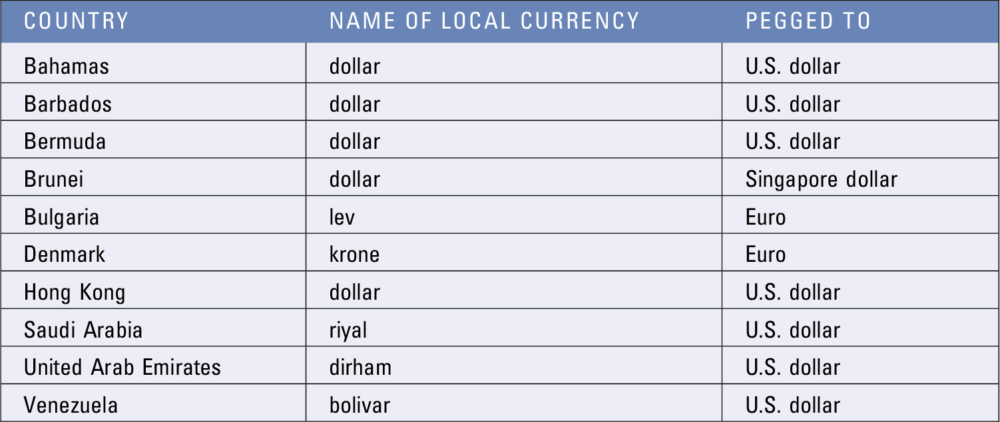 COUNTRY NAME OF LOCAL CURRENCY PEGGED TO
Bahamas dollar U.S. dollar
Barbados dollar U.S. dollar
Bermuda dollar U.S. dollar
Brunei dollar Singapore dollar
Bulgaria lev Euro
Denmark krone Euro
Hong Kong dollar U.S. dollar
Saudi Arabia riyal U.S. dollar
United Arab Emirates dirham U.S. dollar
Venezuela bolivar U.S. dollar